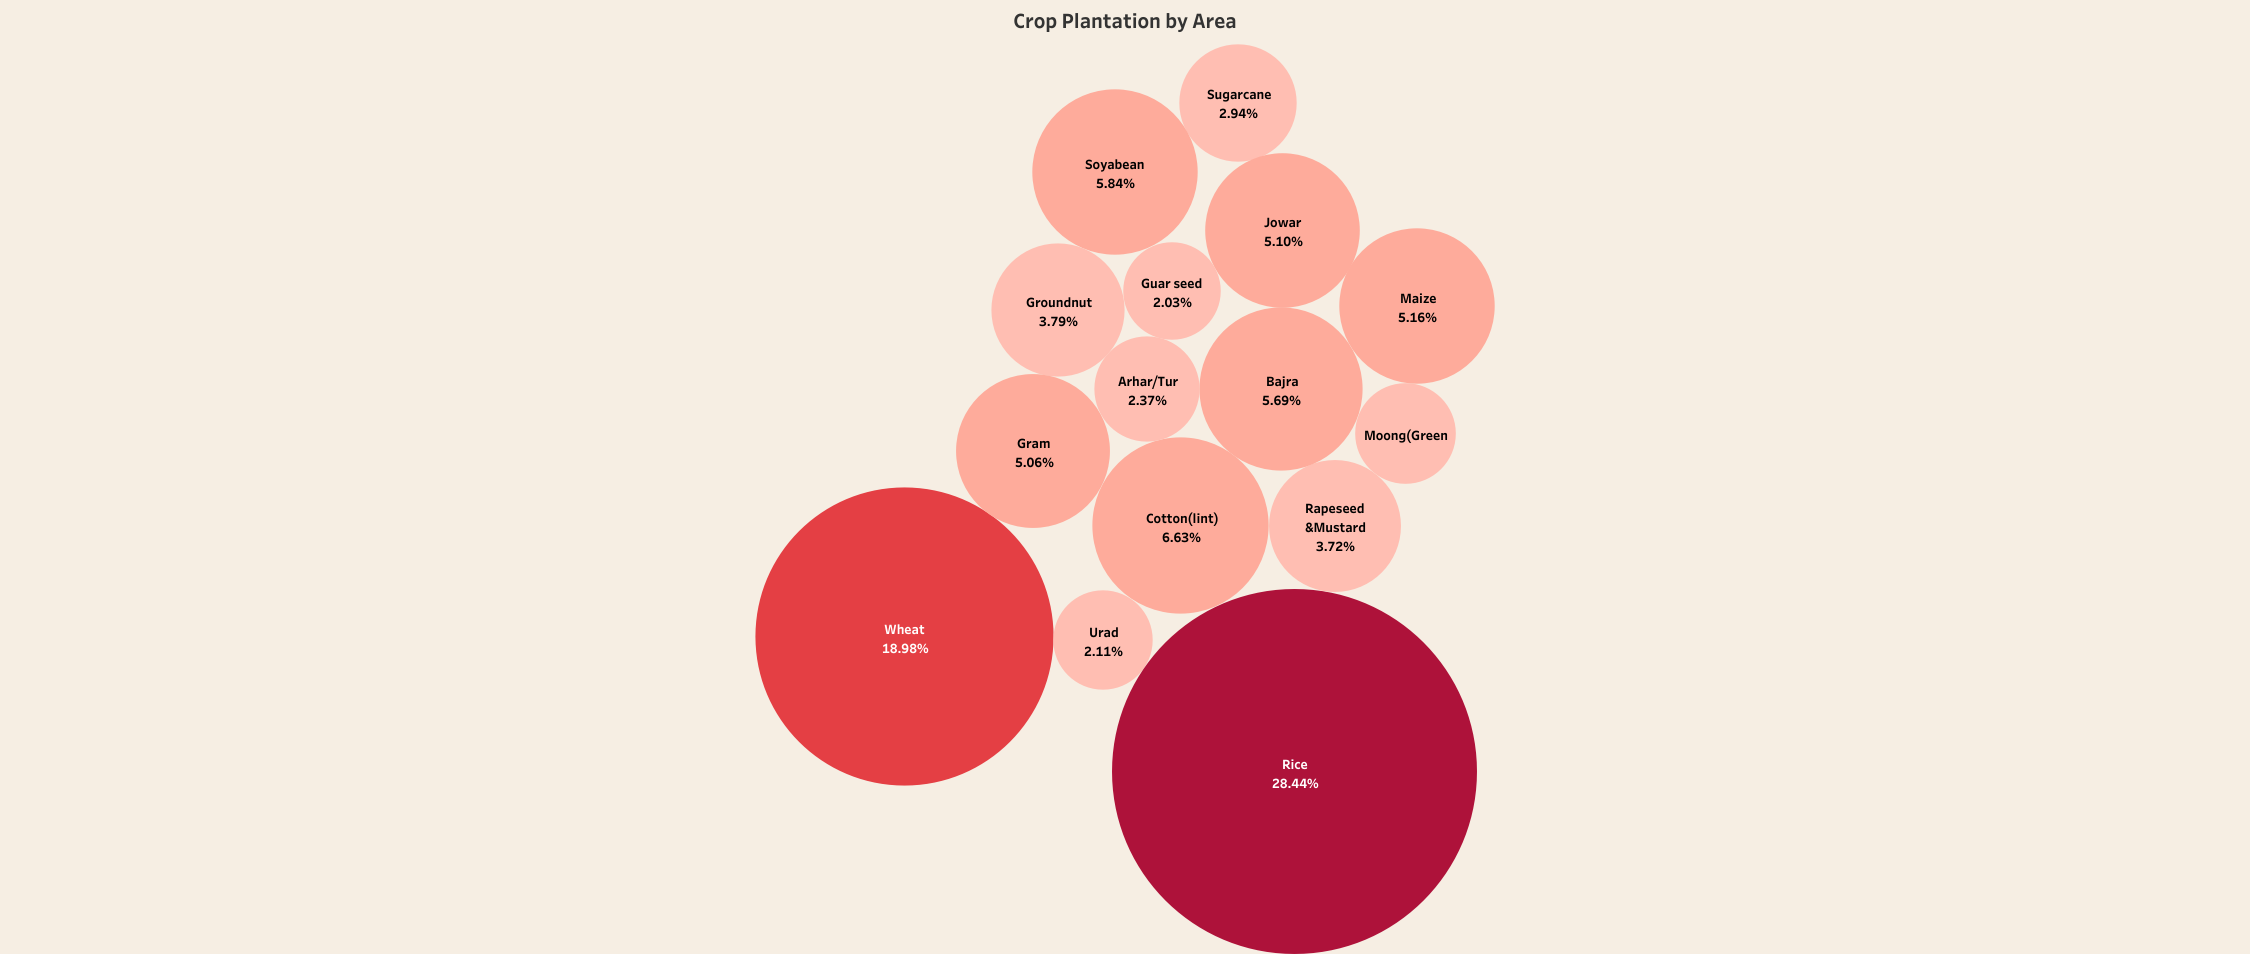 Crop Plantation by Area
Sugarcane
2.94%
Soyabean
5.84%
Jowar
5.10%
Guar seed
2.03%
Groundnut
3.79%
Maize
5.16%
Arhar/Tur
2.37%
Bajra
5.69%
Moong(Green
Gram
5.06%
Cotton(lint)
6.63%
Rapeseed
&Mustard
3.72%
Wheat
18.98%
Urad
2.11%
Rice
28.44%